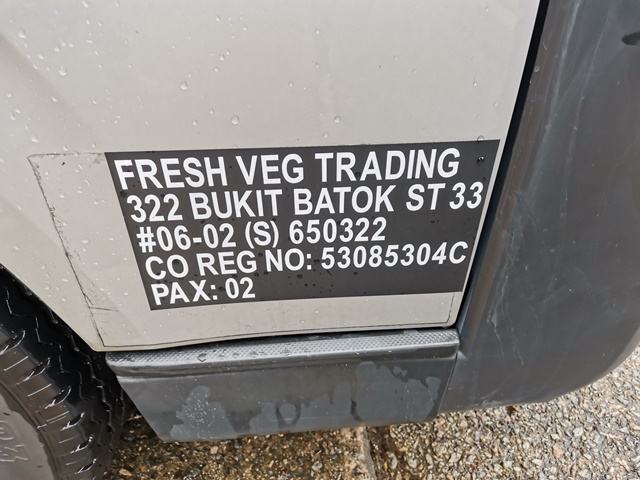 FRESH VEG TRADING
322 BUKIT BATOK ST 33
#06-02 (S) 650322
CO REG NO: 53085304C
PAX: 02